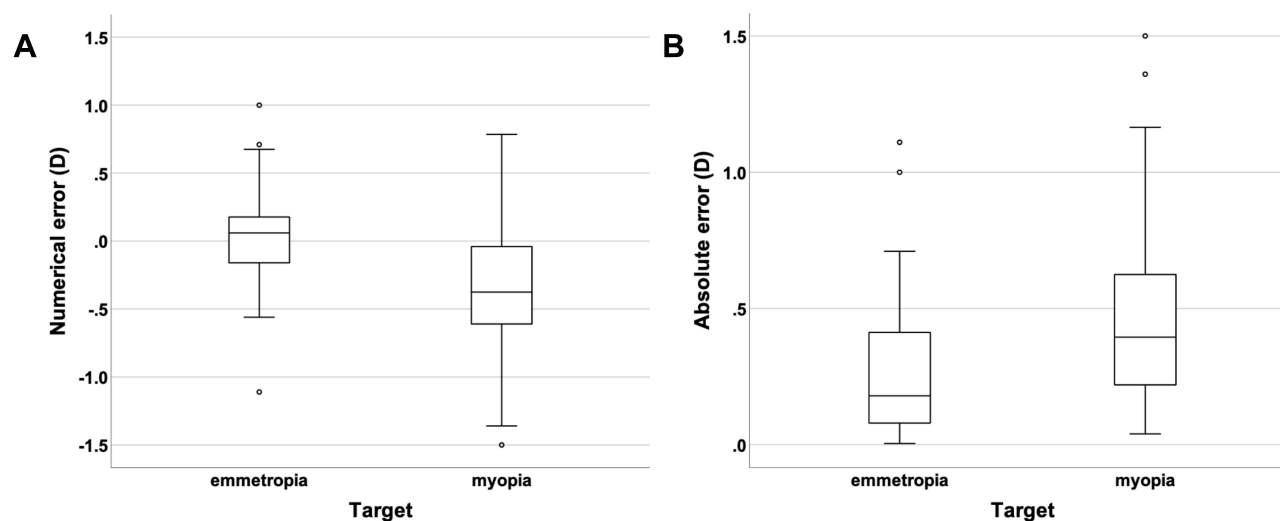 A
Numerical error (D)
1.5
1.0
.5
.0
-.5
-1.0
-1.5
emmetropia
myopia
Target
B
Absolute error (D)
1.5
1.0
.5
.0
emmetropia
myopia
Target